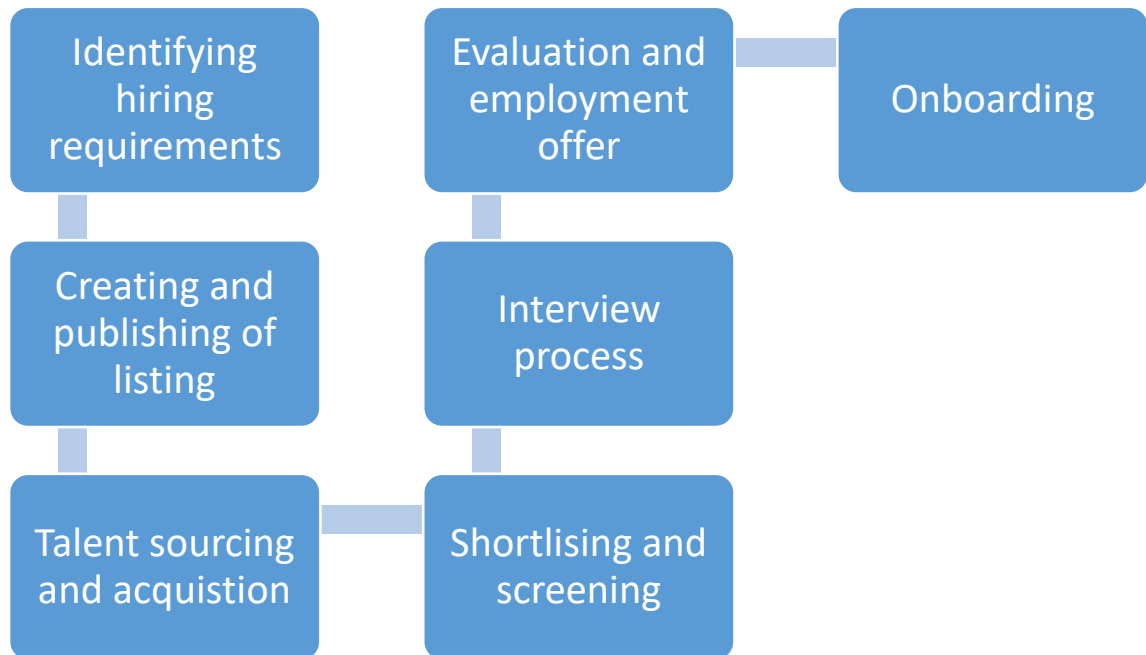 Identifying
hiring
requirements
Creating and
publishing of
listing
Talent sourcing
and acquistion
Shortlising and
screening
Interview
process
Evaluation and
employment
offer
Onboarding